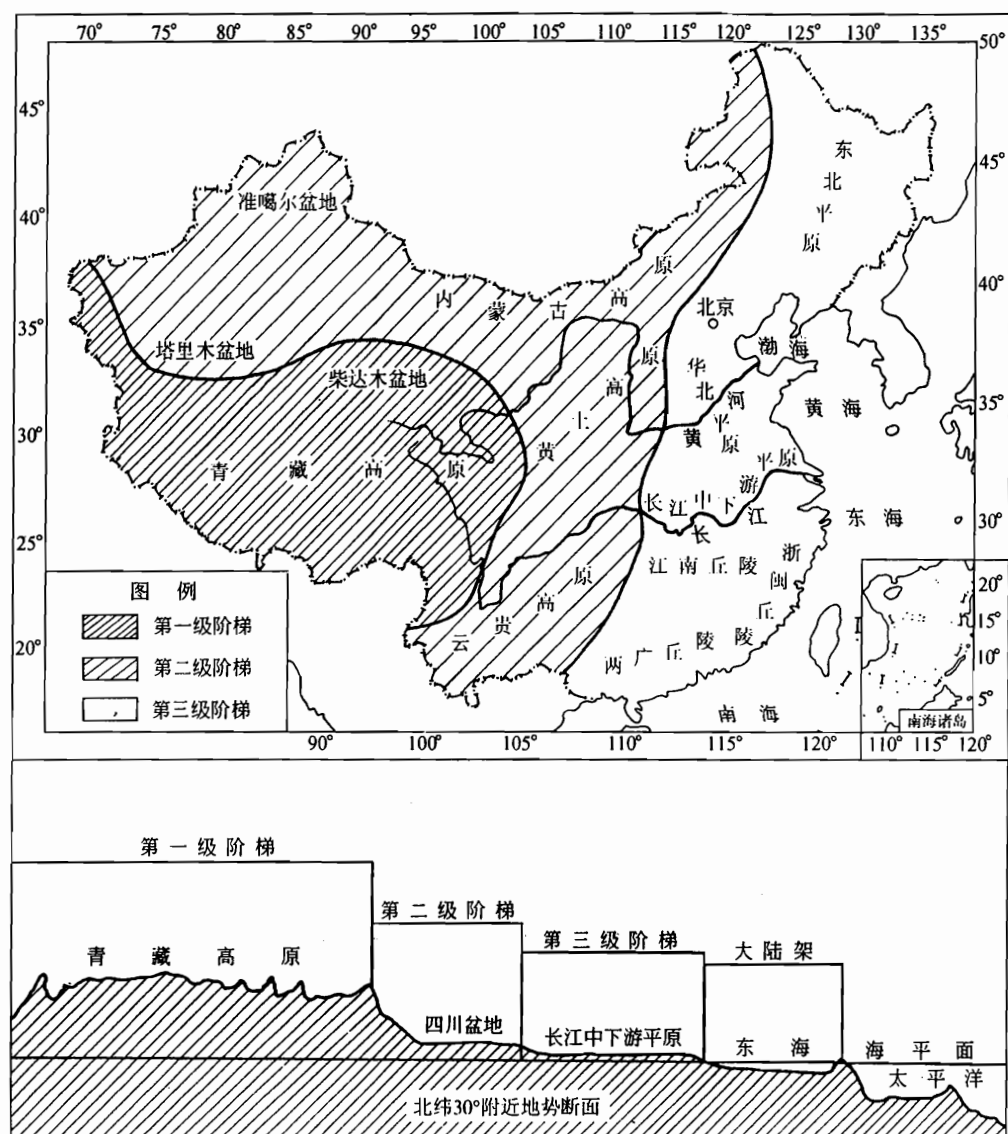 70° 75° 80° 85° 90° 95° 100° 105° 110° 115° 120° 125° 130° 135°
50°
45°
40°
35°
30°
25°
20°
45°
40°
35°
30°
准噶尔盆地
东北平原
内蒙古高原
北京
塔里木盆地
柴达木盆地
渤海
华北平原
黄河
黄海
黄土高原
青藏高原
长江中下游平原
长江
东海
江南丘陵
浙闽丘陵
云贵高原
两广丘陵
南海
图例
第一级阶梯
第二级阶梯
第三级阶梯
20°
15°
10°
5°
南海诸岛
90° 100° 105° 110° 115° 120° 110° 115° 120°
第一级阶梯
第二级阶梯
第三级阶梯
大陆架
青藏高原
四川盆地
长江中下游平原
东海
海平面
太平洋
北纬30°附近地势断面